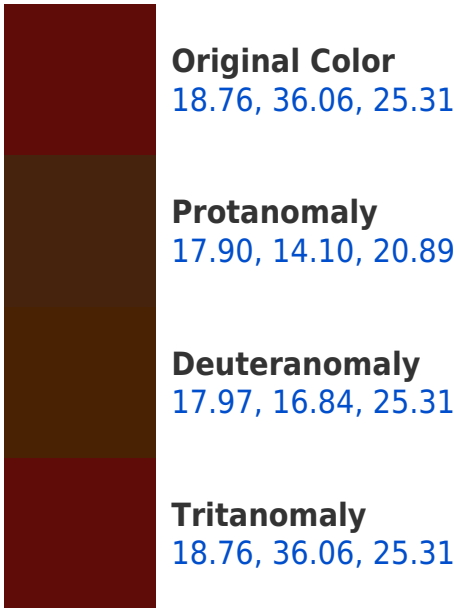 Original Color
18.76, 36.06, 25.31
Protanomaly
17.90, 14.10, 20.89
Deuteranomaly
17.97, 16.84, 25.31
Tritanomaly
18.76, 36.06, 25.31